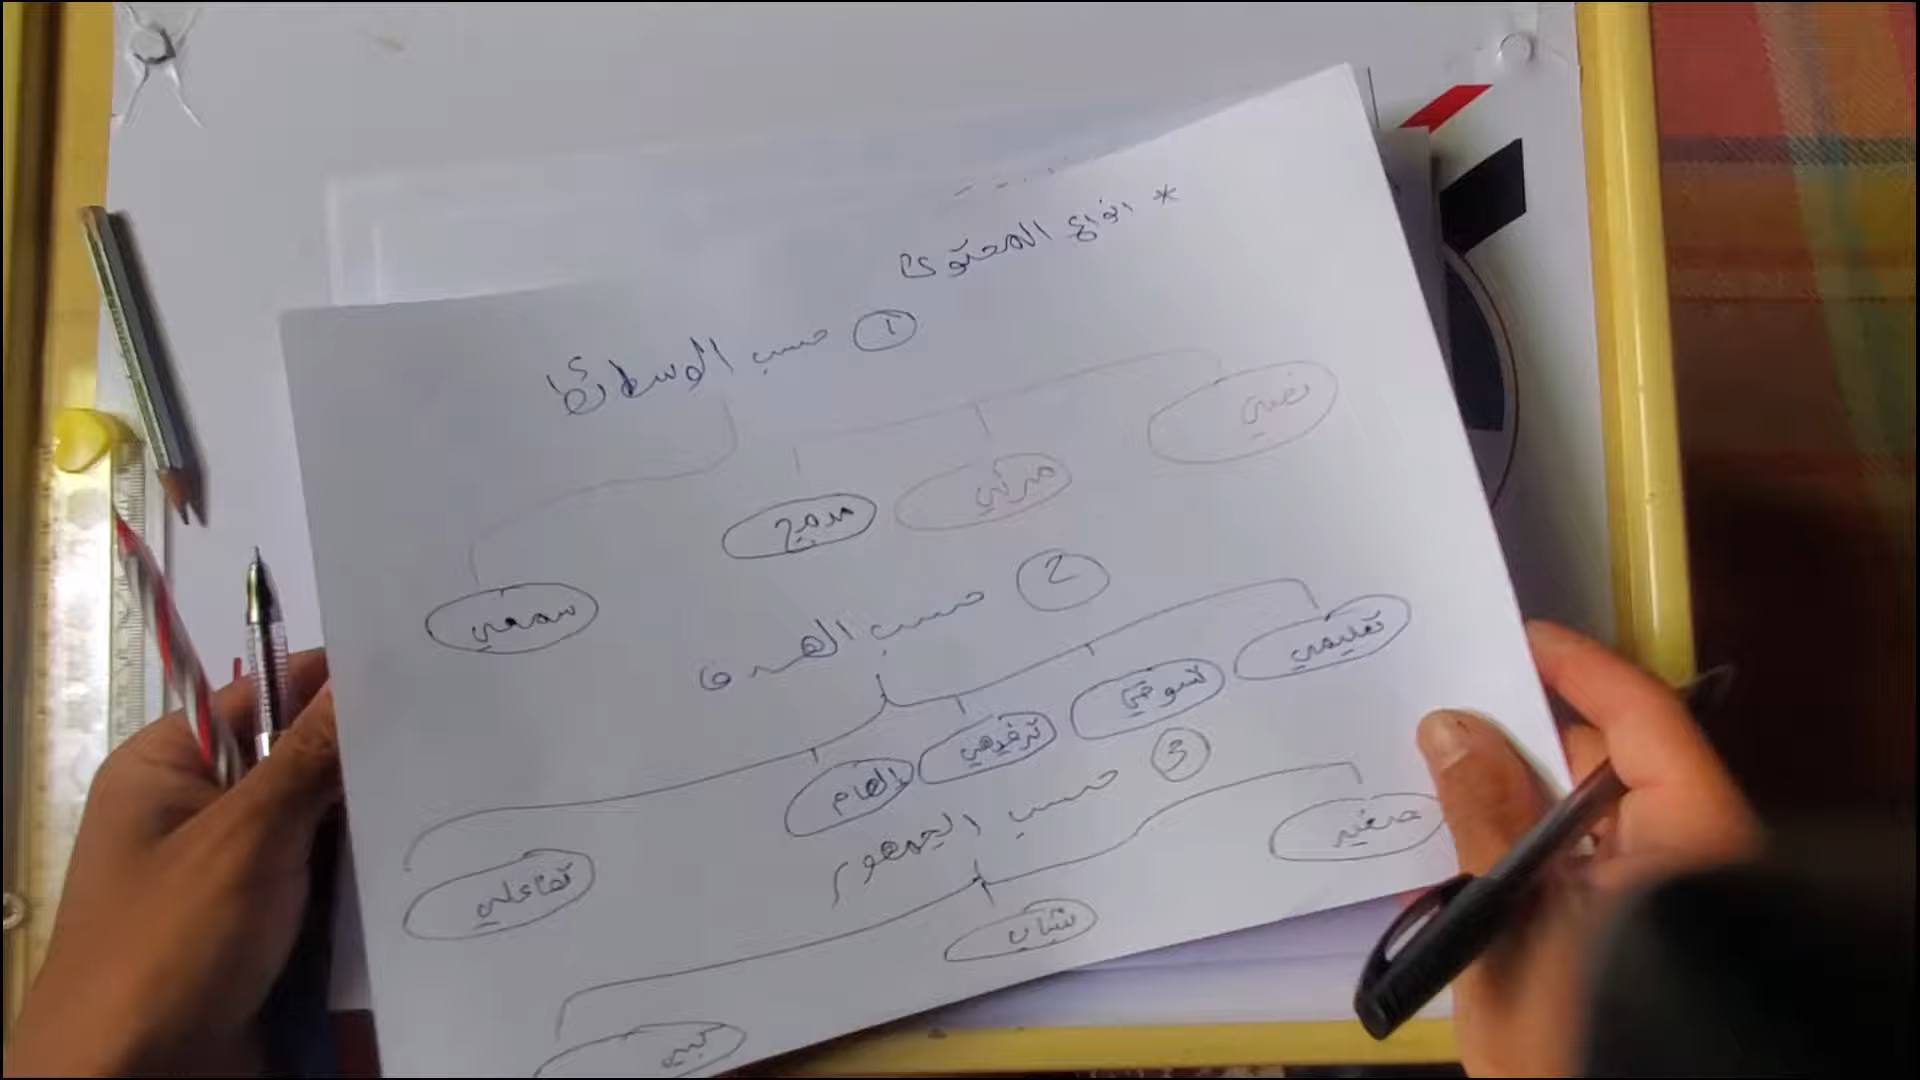 * انواع المحتوى
1 حسب الوسائط
نصي
مرئي
مدمج
سمعي
2 حسب الهدف
تعليمي
تسويقي
ترفيهي
إلهام
تفاعلي
3 حسب الجمهور
صغير
شباب
كبير